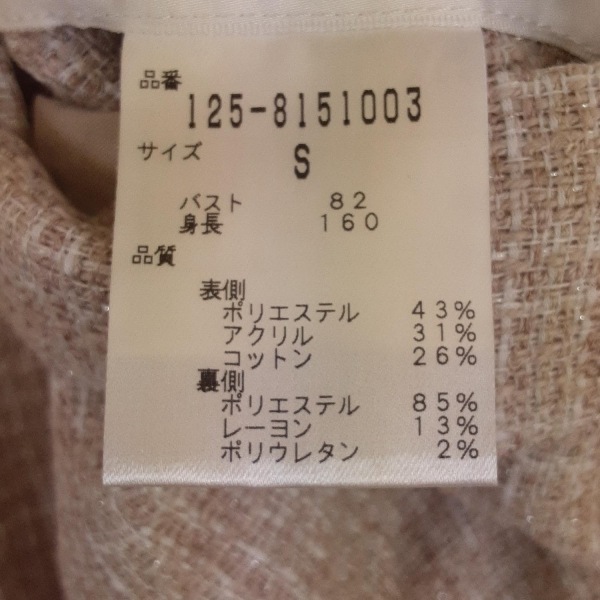 品番
125-8151003
サイズ
S
バスト 82
身長 160
品質
表側
ポリエステル 43%
アクリル 31%
コットン 26%
裏側
ポリエステル 85%
レーヨン 13%
ポリウレタン 2%